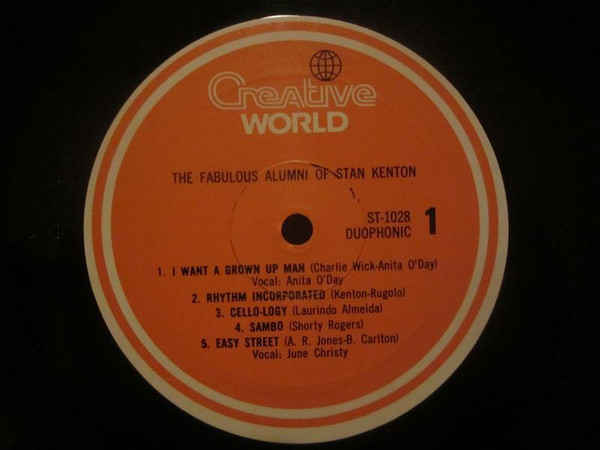 Creative
WORLD
THE FABULOUS ALUMNI OF STAN KENTON
ST-1028
DUOPHONIC 1
1. I WANT A GROWN UP MAN (Charlie Wick-Anita O'Day)
Vocal: Anita O'Day
2. RHYTHM INCORPORATED (Kenton-Rugolo)
3. CELLO-LOGY (Laurindo Almeida)
4. SAMBO (Shorty Rogers)
5. EASY STREET (A. R. Jones-B. Carlton)
Vocal: June Christy